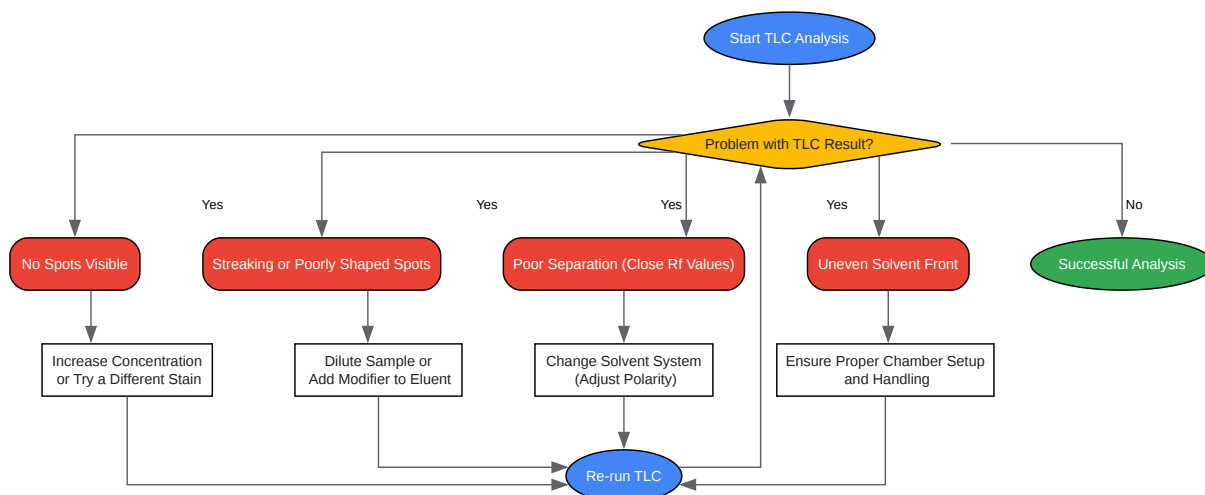 Start TLC Analysis
Problem with TLC Result?
Yes
Yes
Yes
Yes
No
No Spots Visible
Streaking or Poorly Shaped Spots
Poor Separation (Close Rf Values)
Uneven Solvent Front
Successful Analysis
Increase Concentration
or Try a Different Stain
Dilute Sample or
Add Modifier to Eluent
Change Solvent System
(Adjust Polarity)
Ensure Proper Chamber Setup
and Handling
Re-run TLC